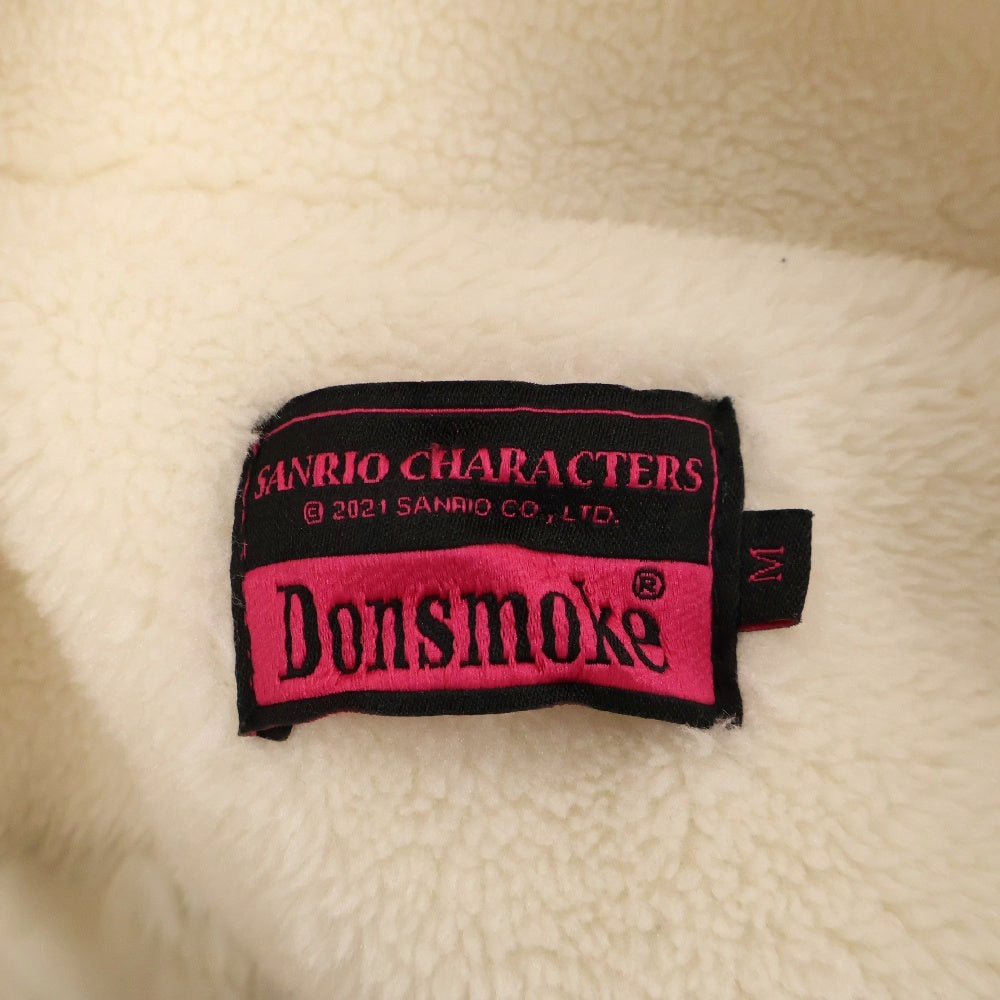 SANRIO CHARACTERS
© 2021 SANRIO CO., LTD.
Donsmoke®
M